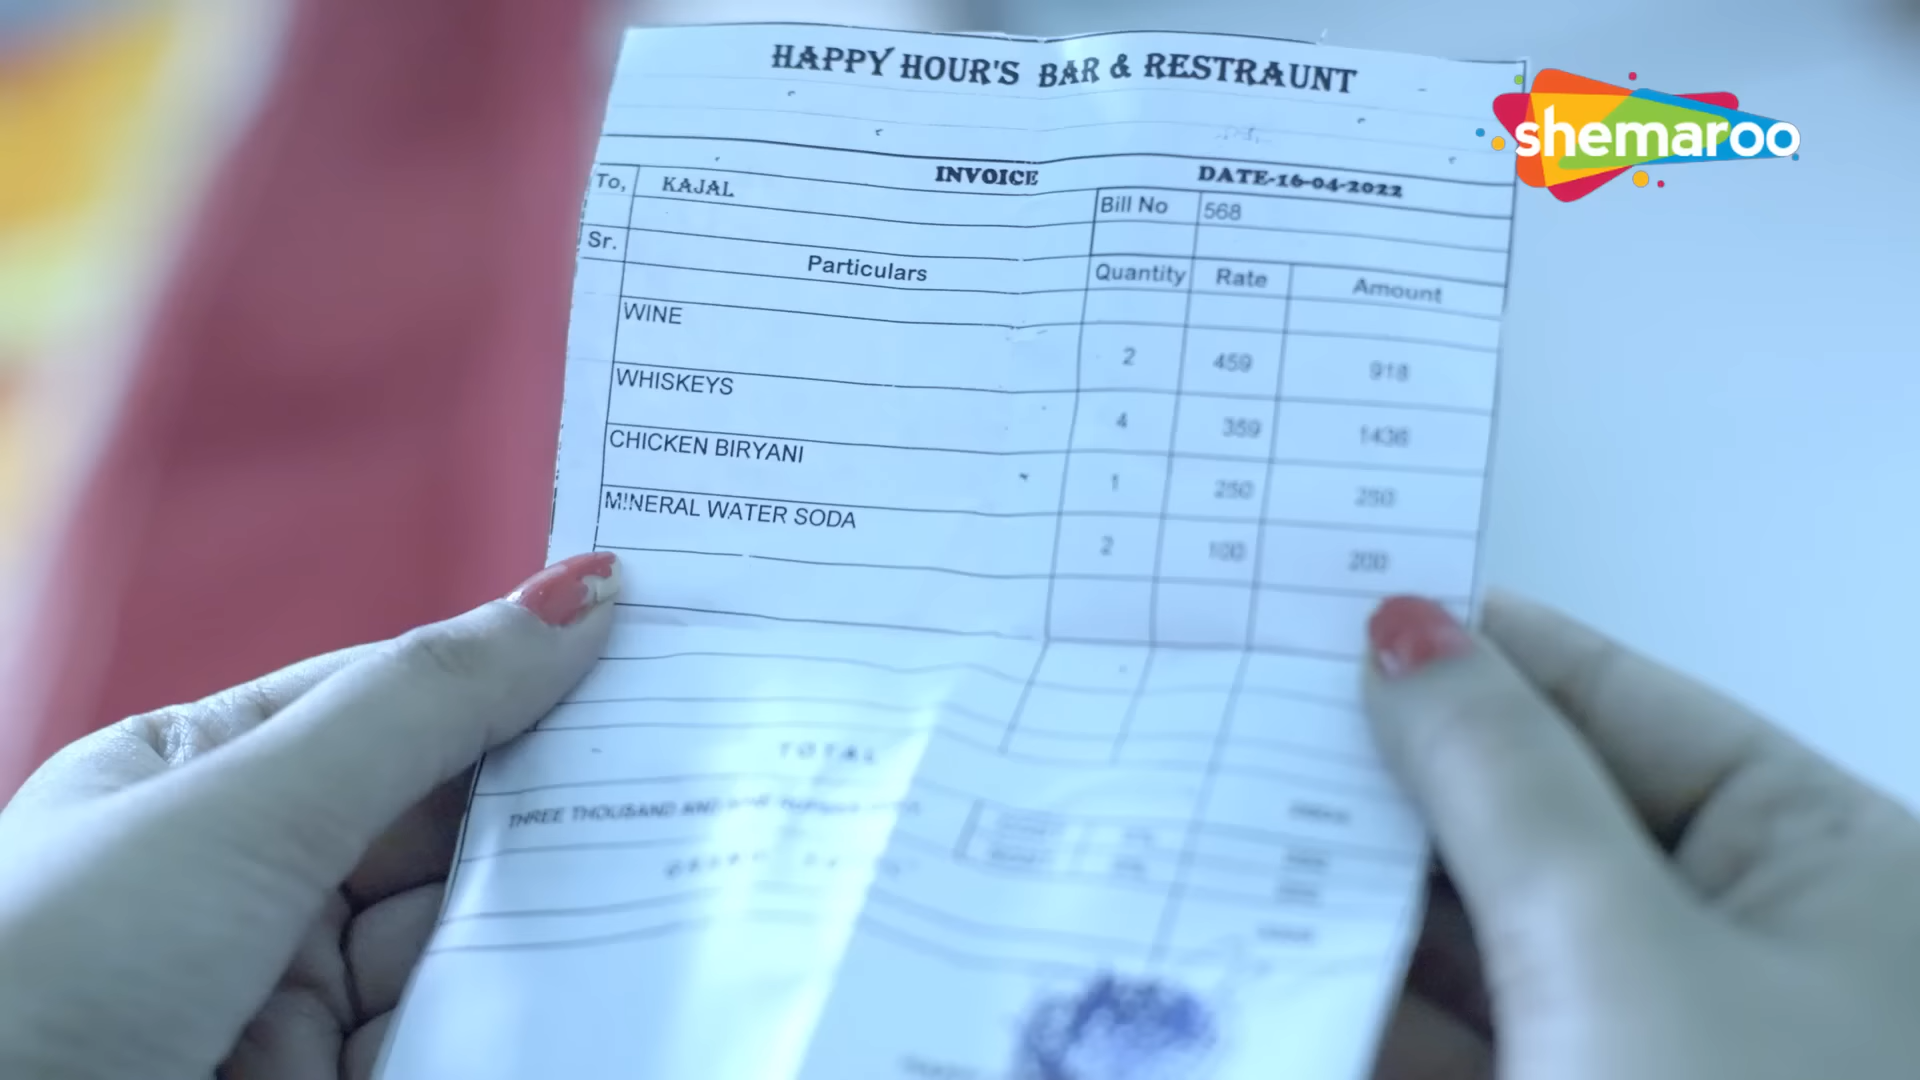 HAPPY HOUR'S BAR & RESTRAUNT
shemaroo
INVOICE DATE-16-04-2022
To, KAJAL Bill No 568
Sr. Particulars Quantity Rate Amount
WINE 2 459 918
WHISKEYS 4 359 1436
CHICKEN BIRYANI 1 250 250
MINERAL WATER SODA 2 100 200
TOTAL
THREE THOUSAND AND